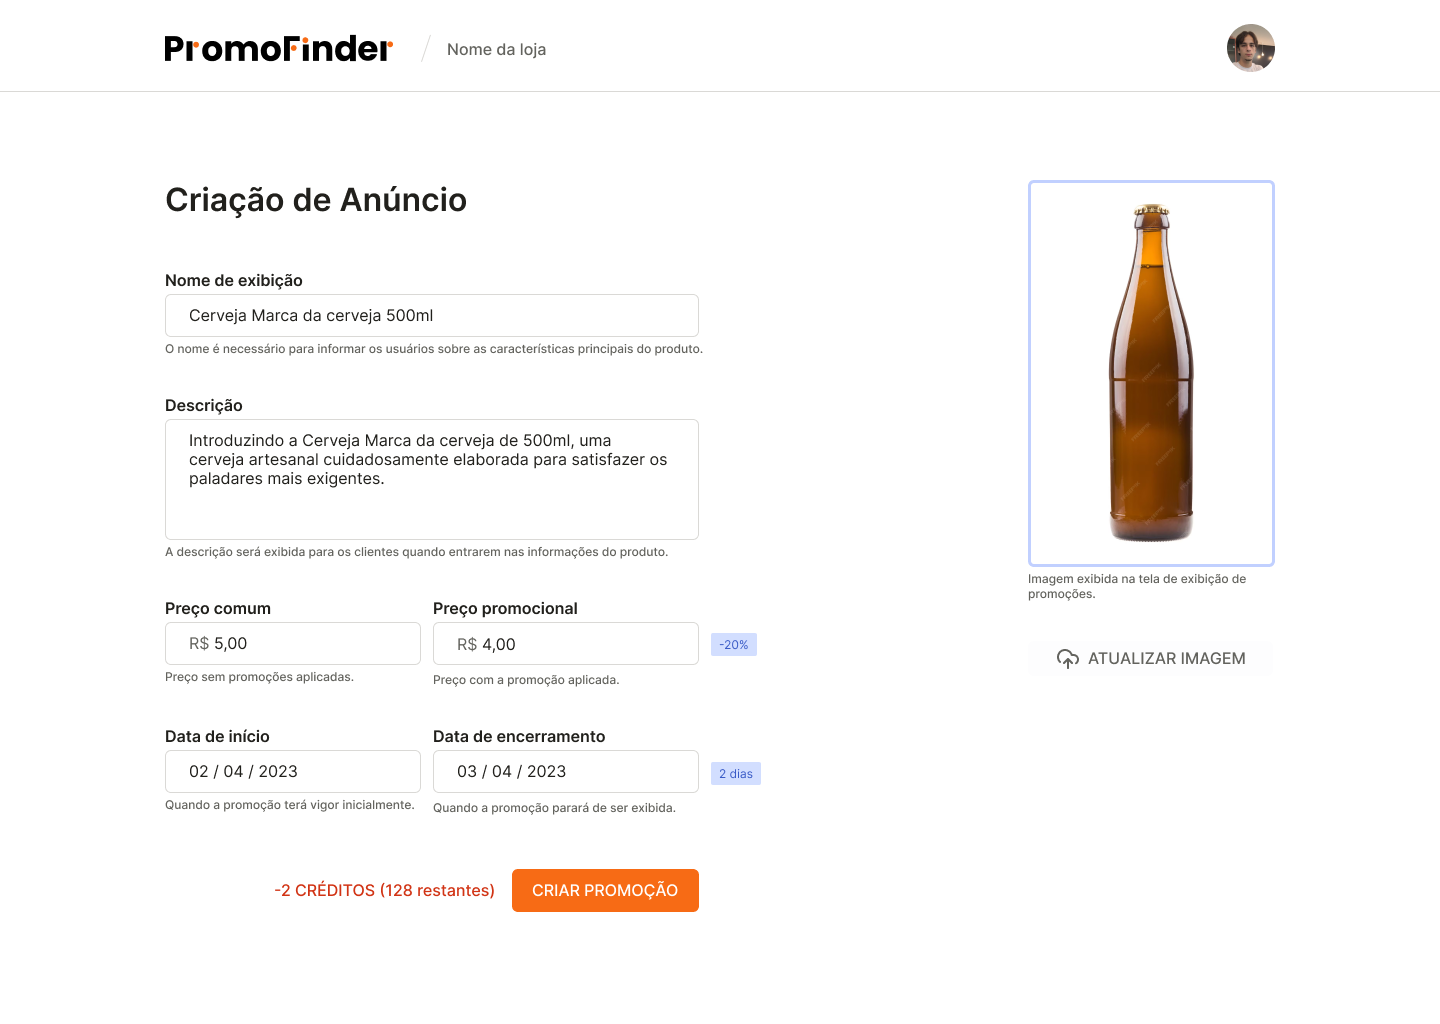 PromoFinder
Nome da loja
Criação de Anúncio
Nome de exibição
Cerveja Marca da cerveja 500ml
O nome é necessário para informar os usuários sobre as características principais do produto.
Descrição
Introduzindo a Cerveja Marca da cerveja de 500ml, uma
cerveja artesanal cuidadosamente elaborada para satisfazer os
paladares mais exigentes.
A descrição será exibida para os clientes quando entrarem nas informações do produto.
Preço comum
R$ 5,00
Preço sem promoções aplicadas.
Preço promocional
R$ 4,00
-20%
Preço com a promoção aplicada.
Data de início
02 / 04 / 2023
Quando a promoção terá vigor inicialmente.
Data de encerramento
03 / 04 / 2023
2 dias
Quando a promoção parará de ser exibida.
-2 CRÉDITOS (128 restantes)
CRIAR PROMOÇÃO
Imagem exibida na tela de exibição de
promoções.
ATUALIZAR IMAGEM